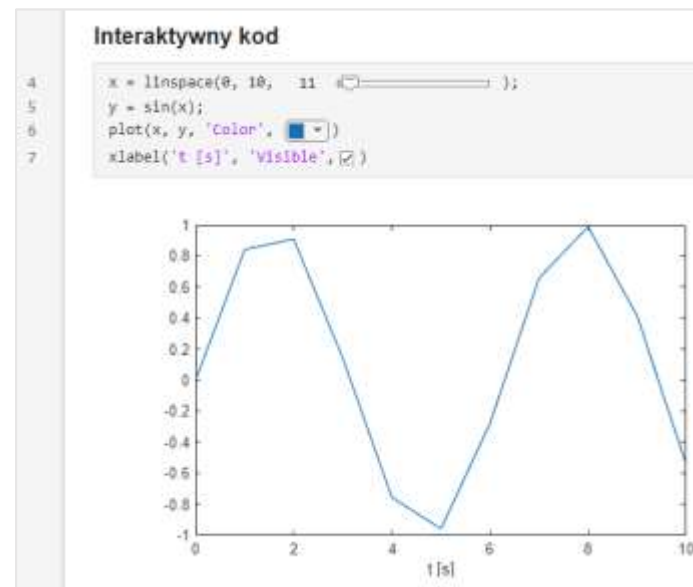 Interaktywny kod
4 x = linspace(0, 10, 11 );
5 y = sin(x);
6 plot(x, y, 'Color', )
7 xlabel('t [s]', 'Visible', )
1
0.8
0.6
0.4
0.2
0
-0.2
-0.4
-0.6
-0.8
-1
0 2 4 6 8 10
t [s]